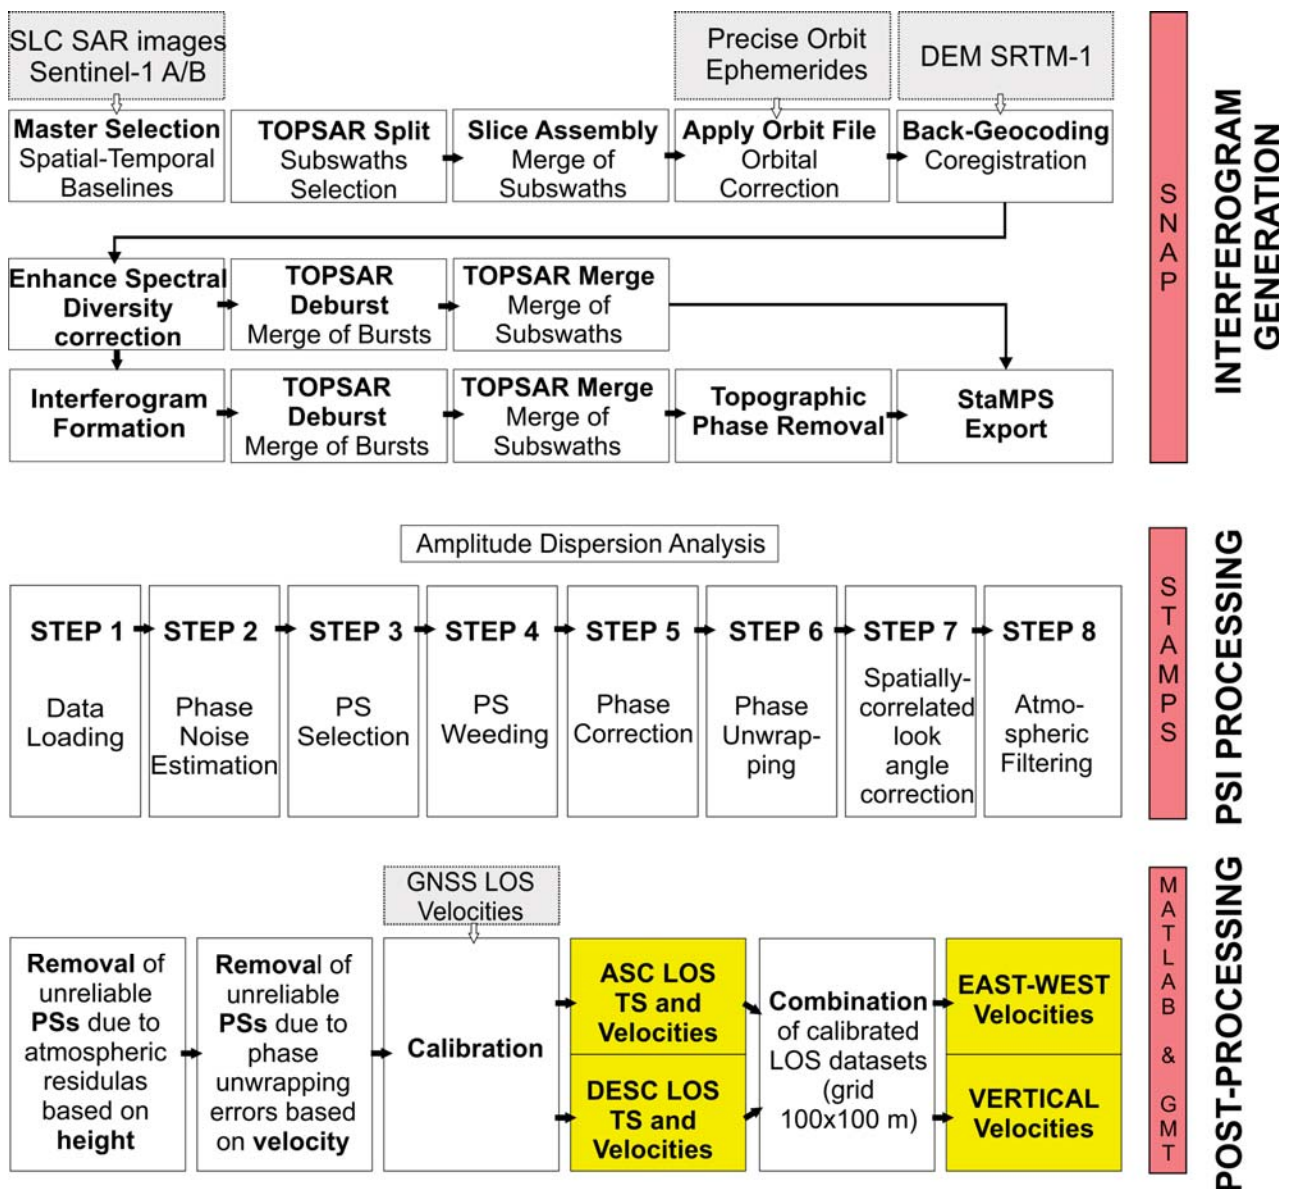 SLC SAR images
Sentinel-1 A/B
Precise Orbit
Ephemerides
DEM SRTM-1
Master Selection
Spatial-Temporal
Baselines
TOPSAR Split
Subswaths
Selection
Slice Assembly
Merge of
Subswaths
Apply Orbit File
Orbital
Correction
Back-Geocoding
Coregistration
Enhance Spectral
Diversity
correction
TOPSAR
Deburst
Merge of Bursts
TOPSAR Merge
Merge of
Subswaths
Interferogram
Formation
TOPSAR
Deburst
Merge of Bursts
TOPSAR Merge
Merge of
Subswaths
Topographic
Phase Removal
StaMPS
Export
SNAP
INTERFEROGRAM
GENERATION
Amplitude Dispersion Analysis
STEP 1
Data
Loading
STEP 2
Phase
Noise
Estimation
STEP 3
PS
Selection
STEP 4
PS
Weeding
STEP 5
Phase
Correction
STEP 6
Phase
Unwrap-
ping
STEP 7
Spatially-
correlated
look
angle
correction
STEP 8
Atmo-
spheric
Filtering
STAMPS
PSI PROCESSING
GNSS LOS
Velocities
Removal of
unreliable
PSs due to
atmospheric
residulas
based on
height
Removal of
unreliable
PSs due to
phase
unwrapping
errors based
on velocity
Calibration
ASC LOS
TS and
Velocities
DESC LOS
TS and
Velocities
Combination
of calibrated
LOS datasets
(grid
100x100 m)
EAST-WEST
Velocities
VERTICAL
Velocities
MATLAB & GMT
POST-PROCESSING